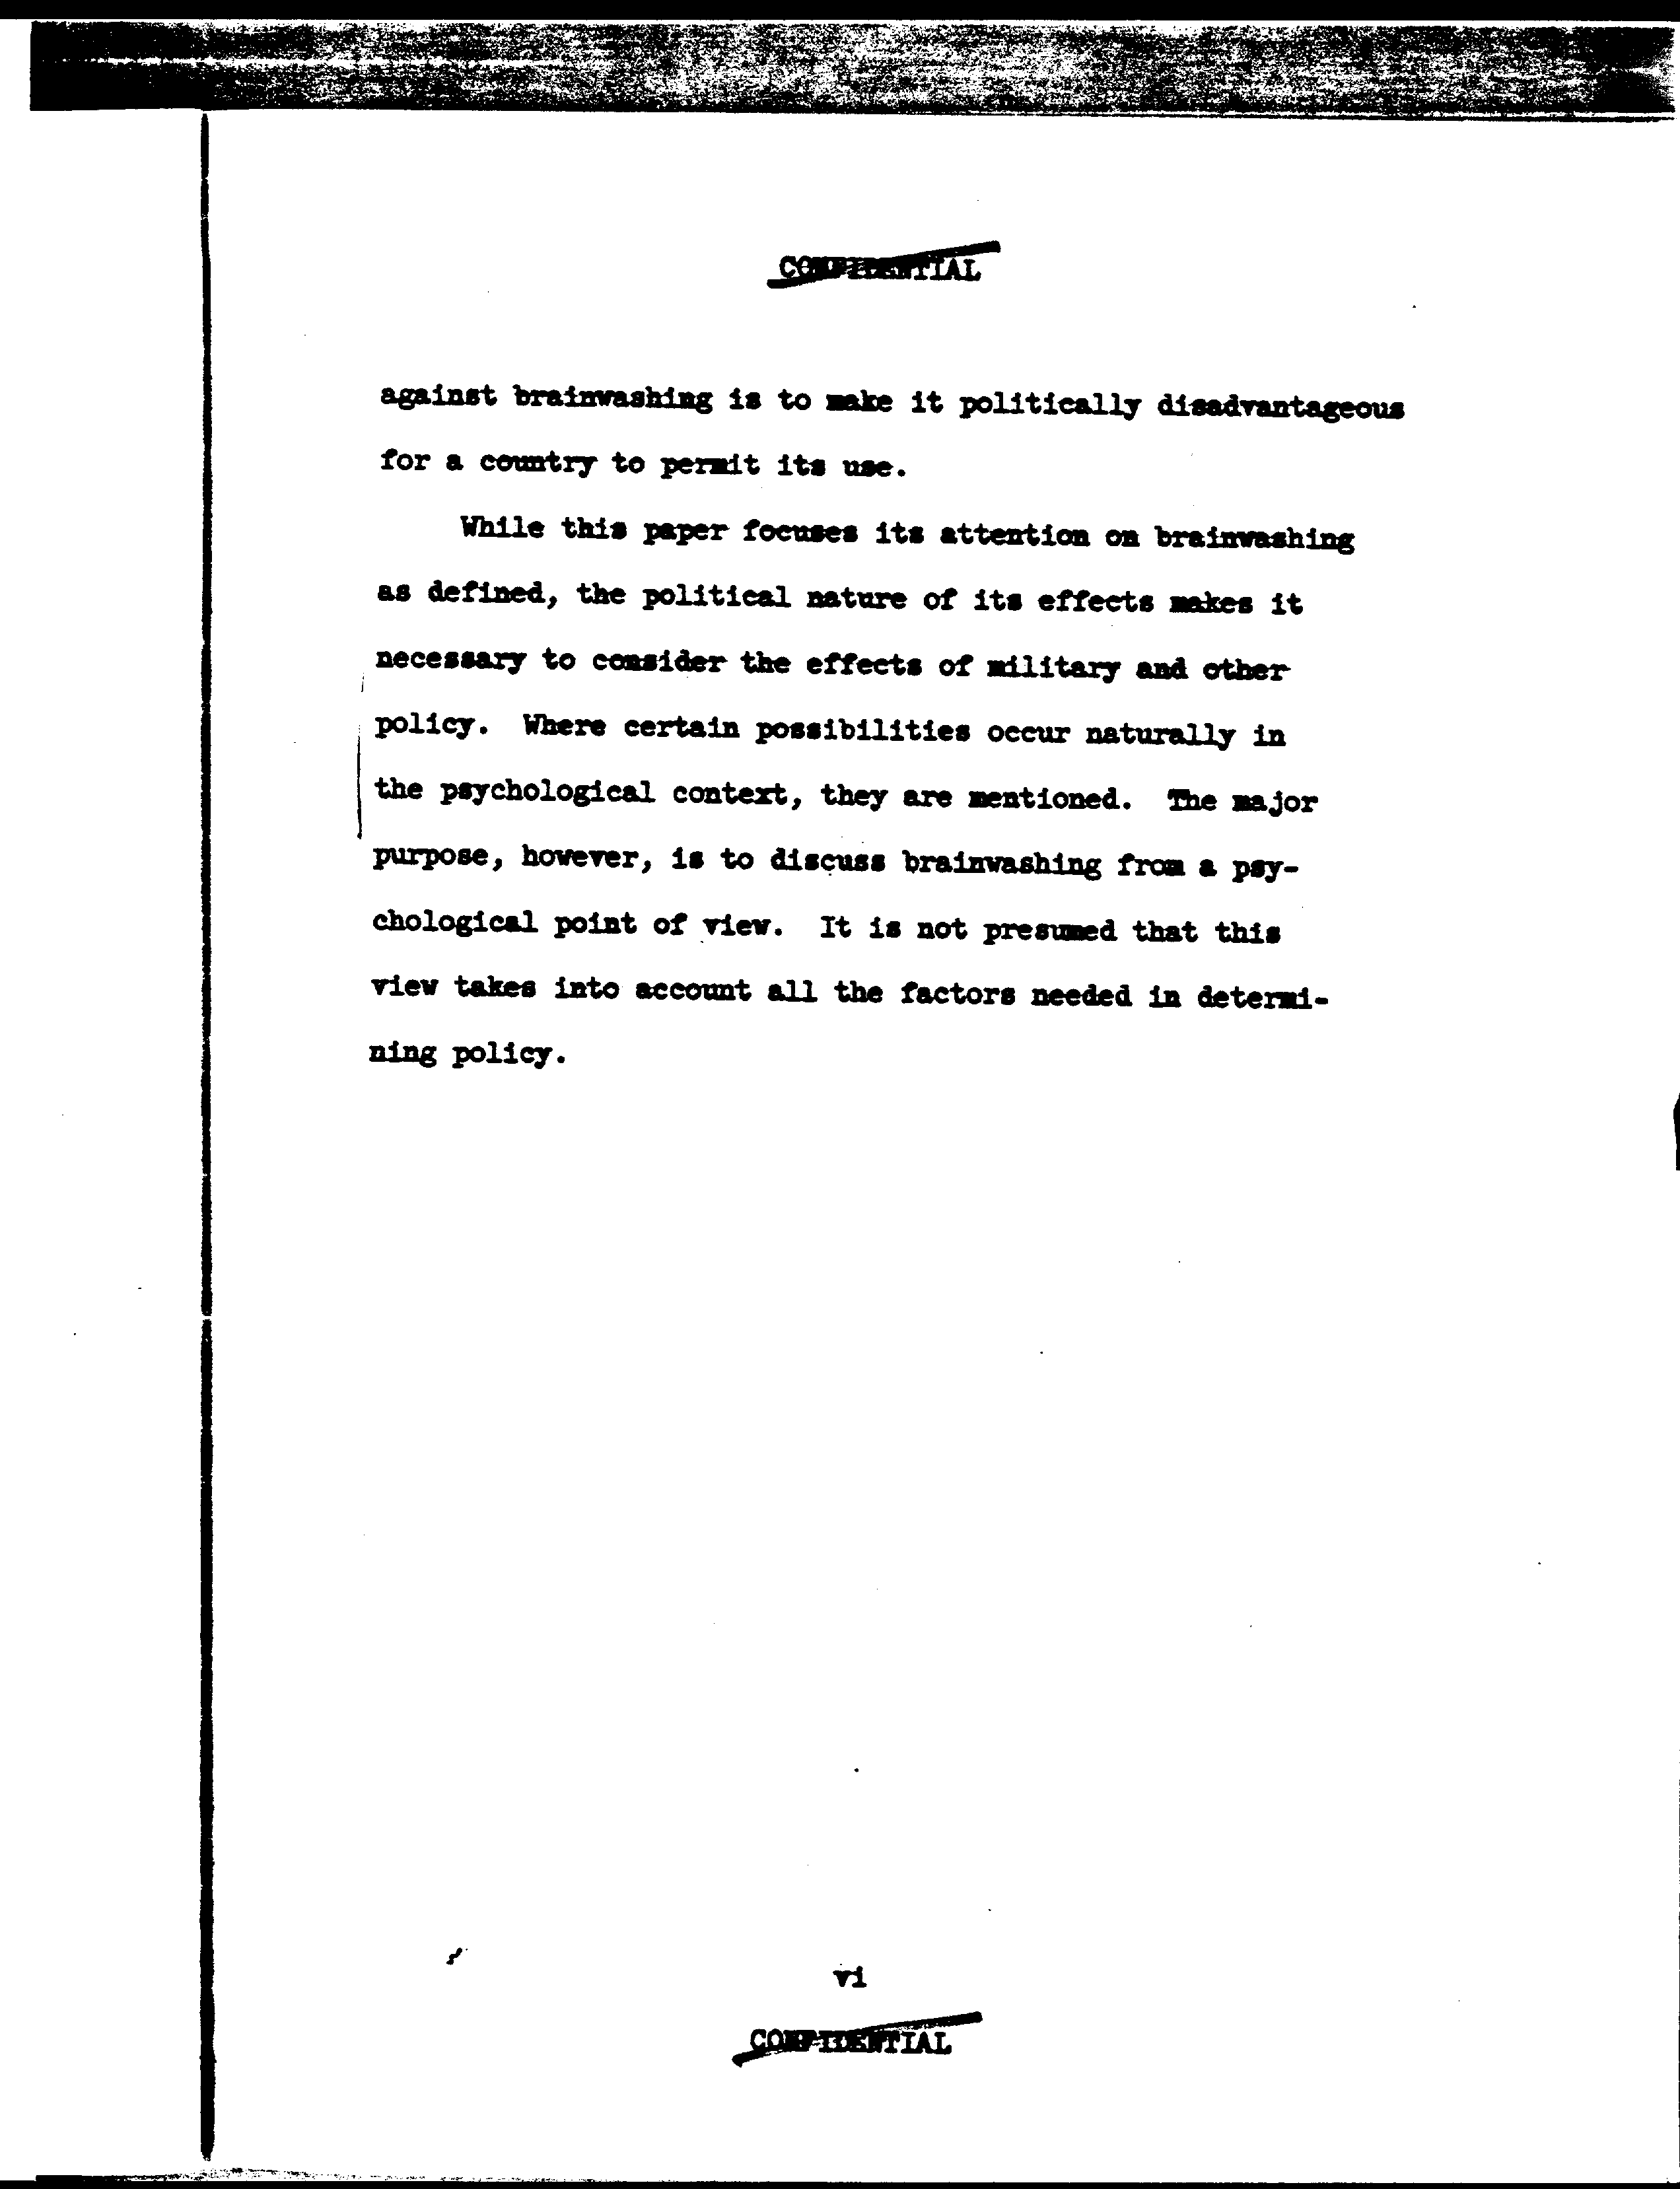 CONFIDENTIAL
against brainwashing is to make it politically disadvantageous
for a country to permit its use.
While this paper focuses its attention on brainwashing
as defined, the political nature of its effects makes it
necessary to consider the effects of military and other
policy. Where certain possibilities occur naturally in
the psychological context, they are mentioned. The major
purpose, however, is to discuss brainwashing from a psy-
chological point of view. It is not presumed that this
view takes into account all the factors needed in determi-
ning policy.
vi
CONFIDENTIAL